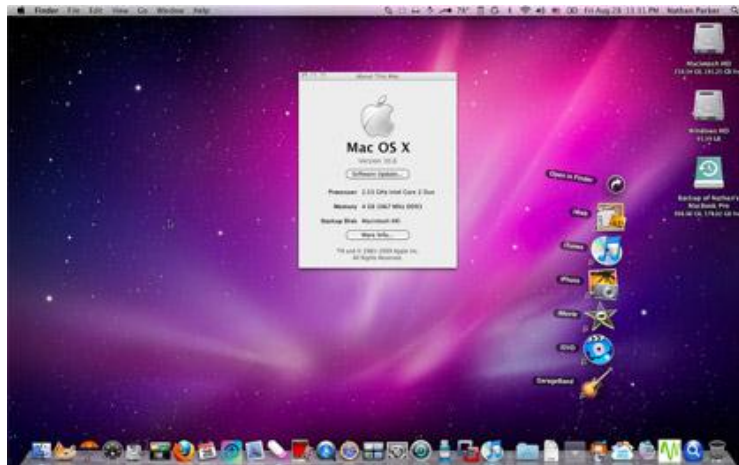 Finder File Edit View Go Window Help
Fri Aug 28 Nathan Parker
About This Mac
Mac OS X
Version 10.6
Software Update...
Processor 2.53 GHz Intel Core 2 Duo
Memory 4 GB 1067 MHz DDR3
Startup Disk Macintosh HD
More Info...
TM and © 1983-2009 Apple Inc.
All Rights Reserved.
Macintosh HD
Windows HD
Backup of Nathan's
MacBook Pro
Open in Finder
iWeb
iTunes
iPhoto
iMovie
iDVD
GarageBand